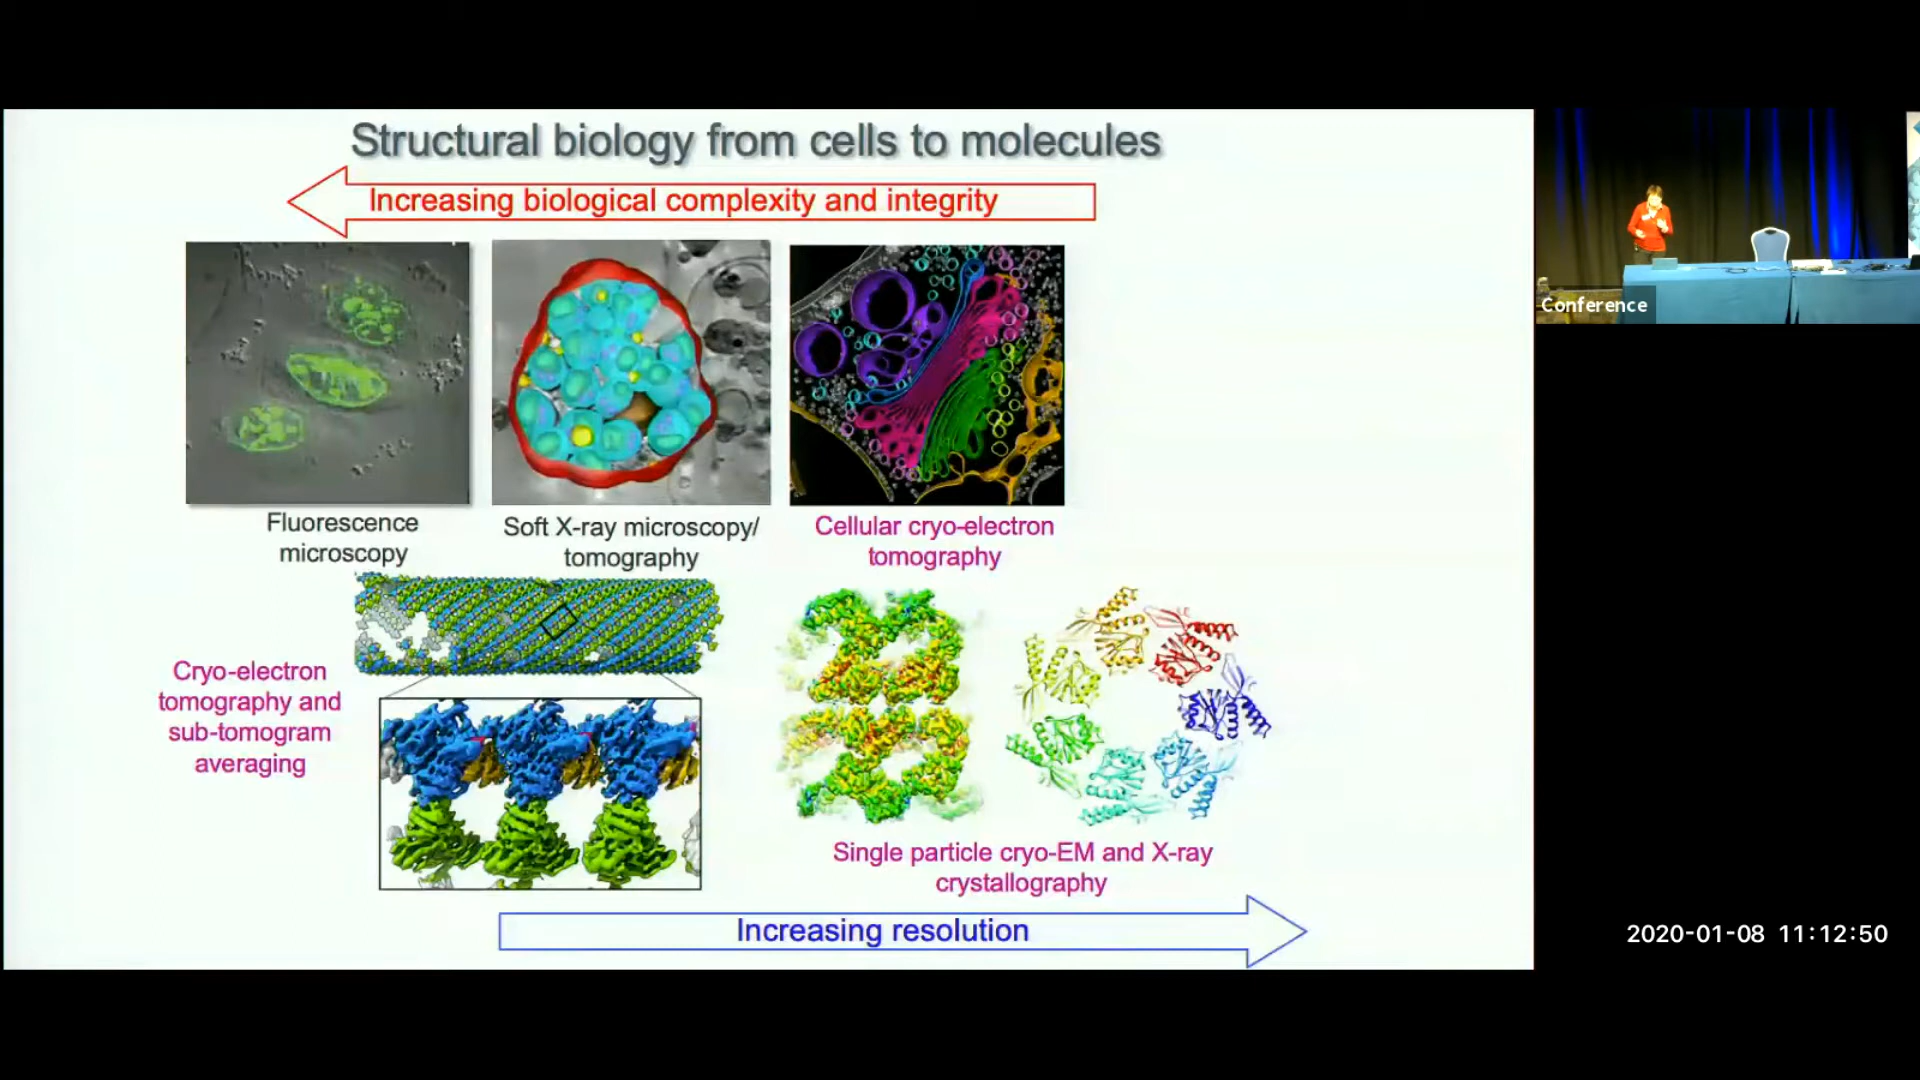 Structural biology from cells to molecules
Increasing biological complexity and integrity
Fluorescence
microscopy
Soft X-ray microscopy/
tomography
Cellular cryo-electron
tomography
Cryo-electron
tomography and
sub-tomogram
averaging
Single particle cryo-EM and X-ray
crystallography
Increasing resolution
Conference
2020-01-08 11:12:50